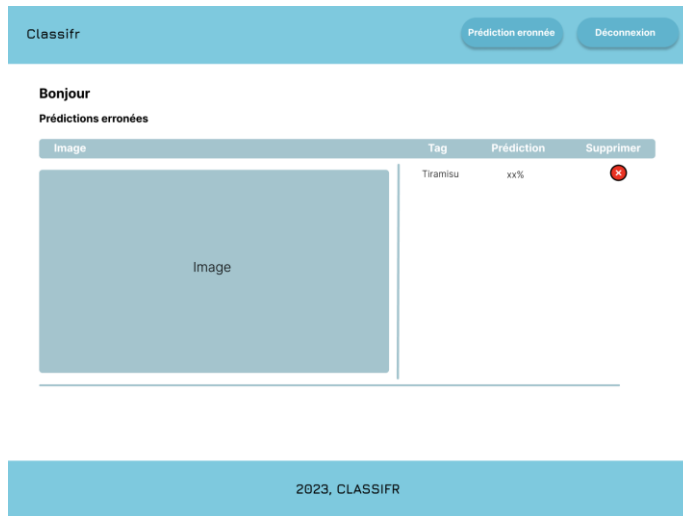 Classifr
Prédiction eronnée
Déconnexion
Bonjour
Prédictions erronées
Image Tag Prédiction Supprimer
Tiramisu xx%
Image
2023, CLASSIFR